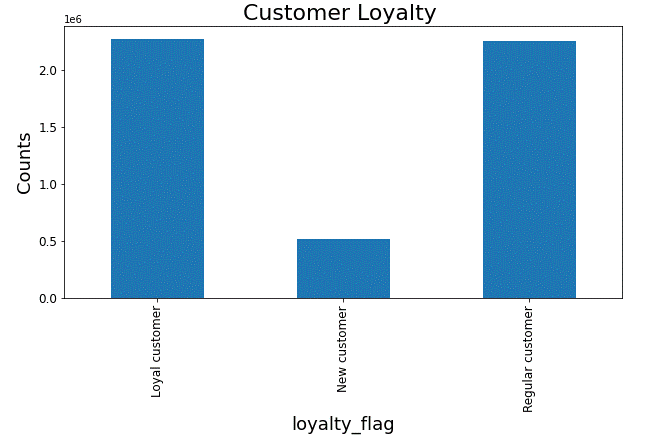 Customer Loyalty
1e6
2.0
1.5
1.0
0.5
0.0
Counts
Loyal customer
New customer
Regular customer
loyalty_flag